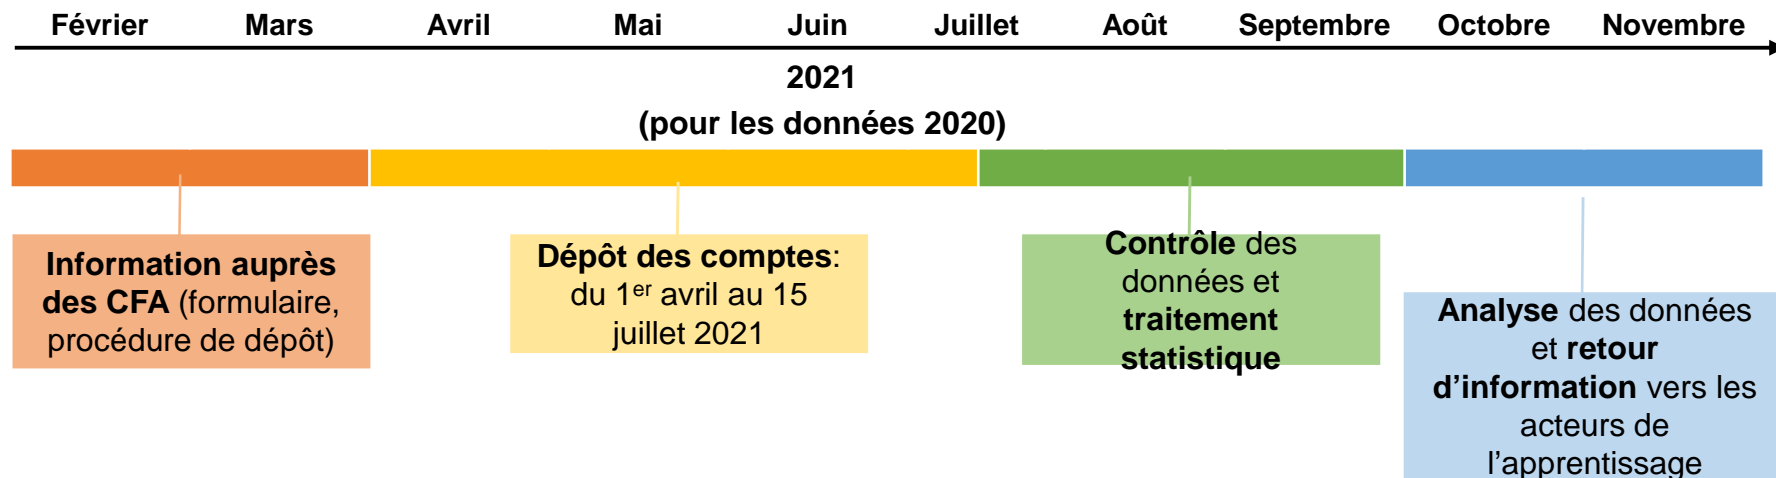 Février Mars Avril Mai Juin Juillet Août Septembre Octobre Novembre
2021
(pour les données 2020)
Information auprès
des CFA (formulaire,
procédure de dépôt)
Dépôt des comptes:
du 1er avril au 15
juillet 2021
Contrôle des
données et
traitement
statistique
Analyse des données
et retour
d’information vers les
acteurs de
l’apprentissage